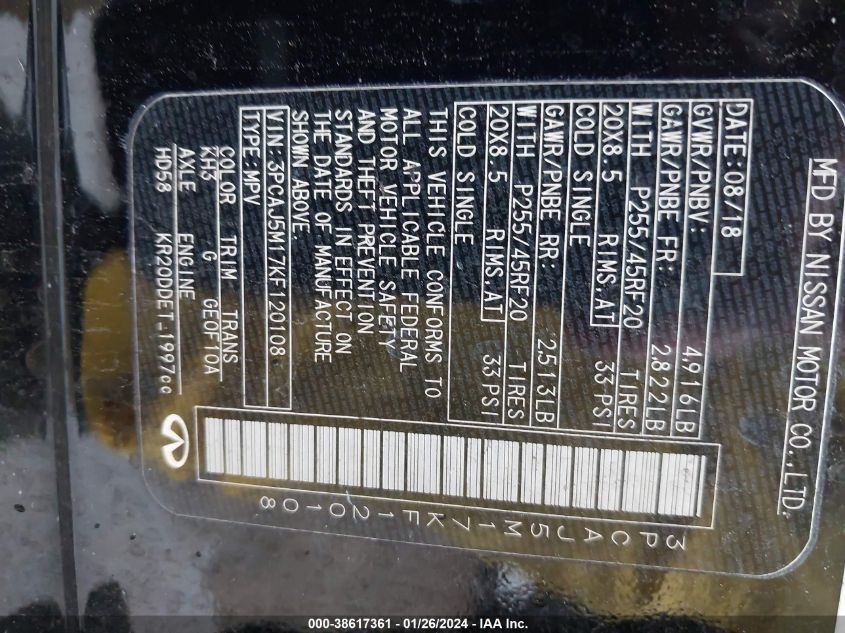 MFD BY NISSAN MOTOR CO.,LTD.
DATE:08/18
GVWR/PNBV: 4,916LB
GAWR/PNBE FR: 2,822LB
WITH P255/45RF20 TIRES
20X8.5 RIMS,AT 33 PSI
COLD SINGLE
GAWR/PNBE RR: 2,513LB
WITH P255/45RF20 TIRES
20X8.5 RIMS,AT 33 PSI
COLD SINGLE
THIS VEHICLE CONFORMS TO
ALL APPLICABLE FEDERAL
MOTOR VEHICLE SAFETY
AND THEFT PREVENTION
STANDARDS IN EFFECT ON
THE DATE OF MANUFACTURE
SHOWN ABOVE.
VIN:3PCAJ5M17KF120108
TYPE:MPV
COLOR TRIM TRANS
KH3 G GE0F10A
AXLE ENGINE
HD58 KR20DDET-1997cc
3PCAJ5M17KF120108
000-38617361 - 01/26/2024 - IAA Inc.